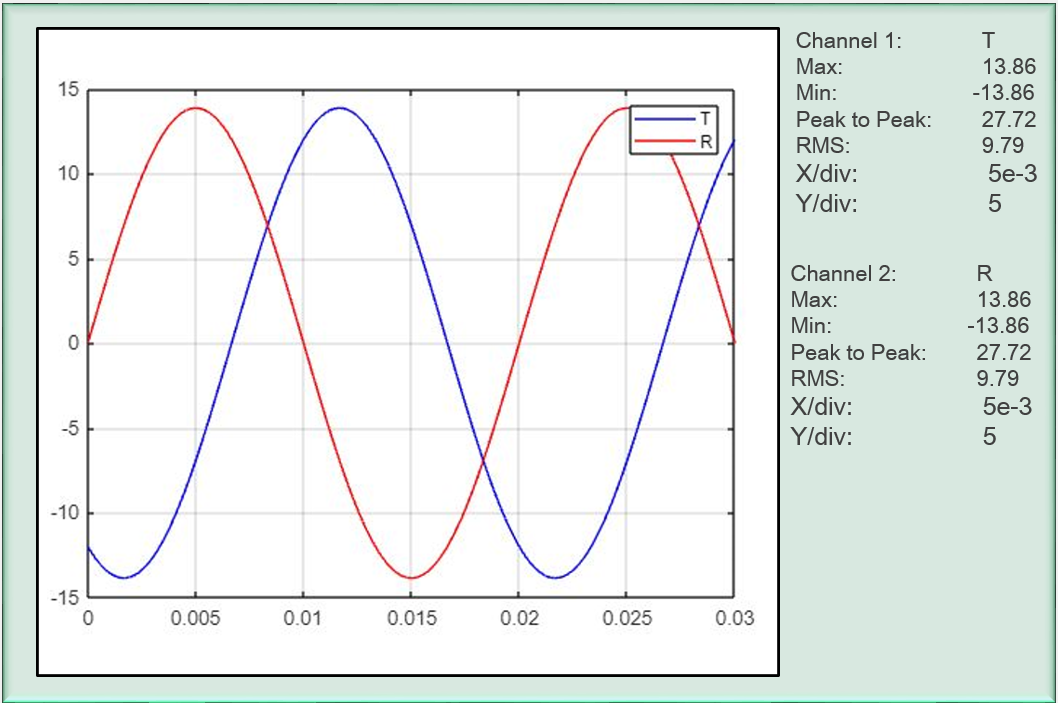 15
10
5
0
-5
-10
-15
0 0.005 0.01 0.015 0.02 0.025 0.03
T
R
Channel 1: T
Max: 13.86
Min: -13.86
Peak to Peak: 27.72
RMS: 9.79
X/div: 5e-3
Y/div: 5
Channel 2: R
Max: 13.86
Min: -13.86
Peak to Peak: 27.72
RMS: 9.79
X/div: 5e-3
Y/div: 5